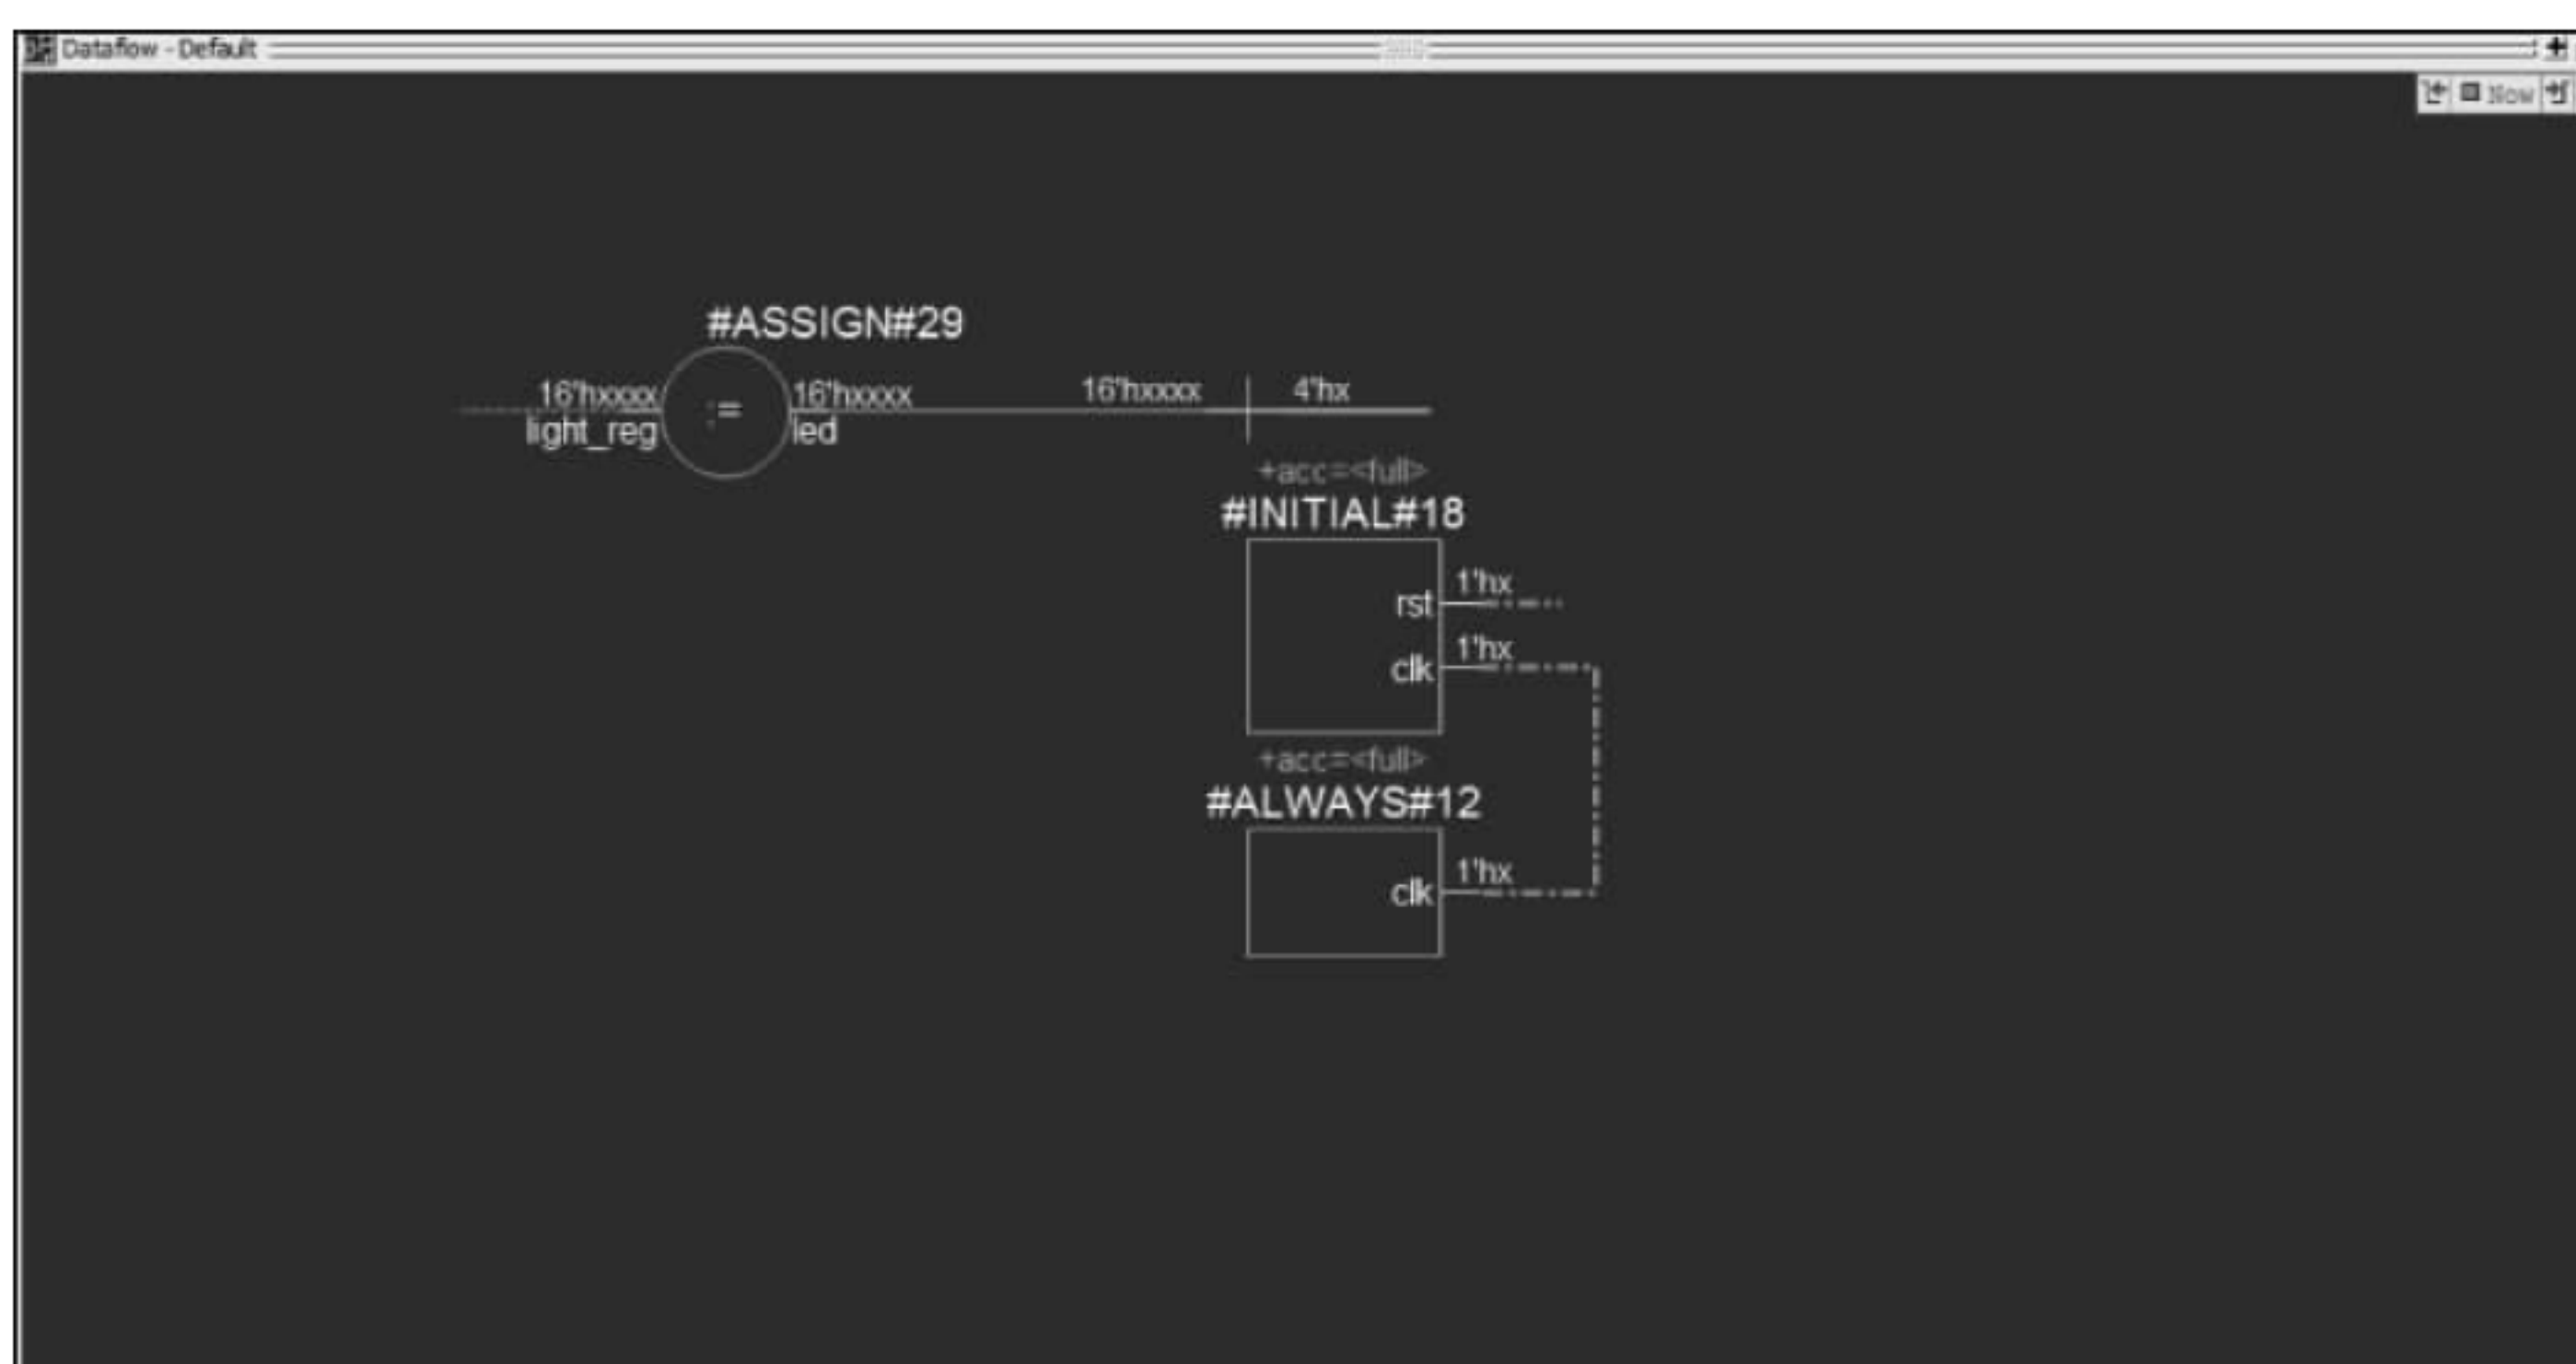 Dataflow - Default
Now
#ASSIGN#29
16'hxxxx
16'hxxxx
16'hxxxx
4'hx
light_reg
:=
led
+acc=<full>
#INITIAL#18
1'hx
rst
1'hx
clk
+acc=<full>
#ALWAYS#12
1'hx
clk